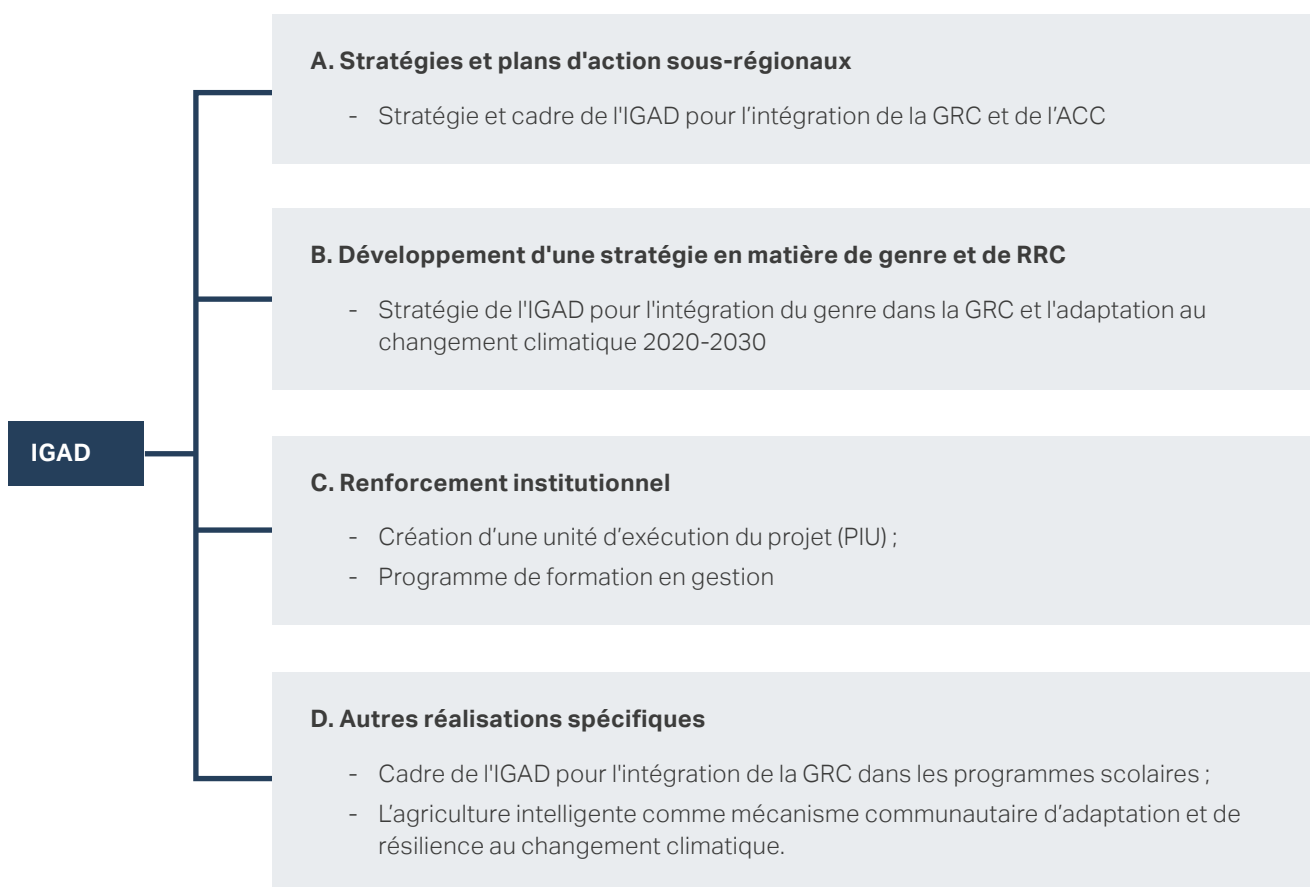 A. Stratégies et plans d'action sous-régionaux
- Stratégie et cadre de l'IGAD pour l’intégration de la GRC et de l’ACC
B. Développement d'une stratégie en matière de genre et de RRC
- Stratégie de l'IGAD pour l'intégration du genre dans la GRC et l'adaptation au
changement climatique 2020-2030
IGAD
C. Renforcement institutionnel
- Création d’une unité d’exécution du projet (PIU) ;
- Programme de formation en gestion
D. Autres réalisations spécifiques
- Cadre de l'IGAD pour l'intégration de la GRC dans les programmes scolaires ;
- L’agriculture intelligente comme mécanisme communautaire d’adaptation et de
résilience au changement climatique.